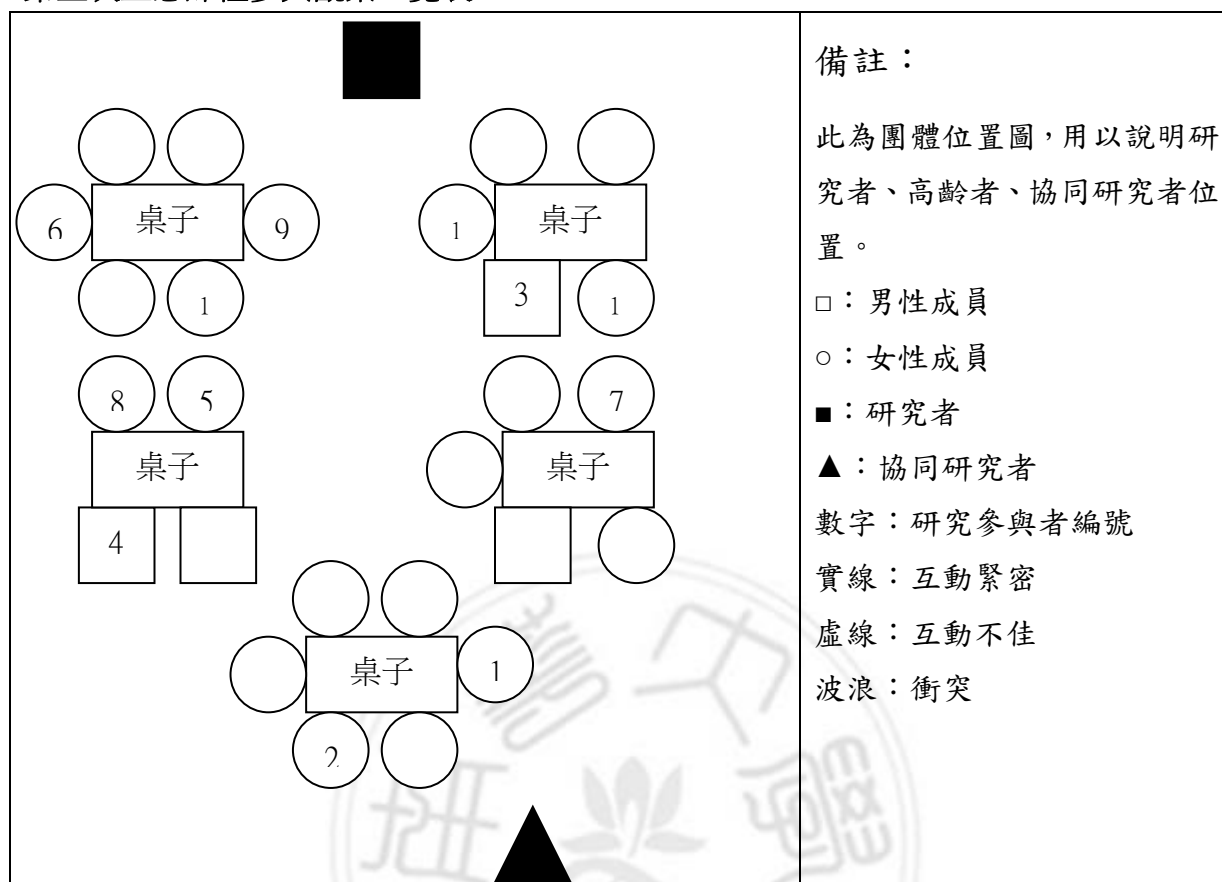 備註：
此為團體位置圖，用以說明研
究者、高齡者、協同研究者位
置。
□：男性成員
○：女性成員
■：研究者
▲：協同研究者
數字：研究參與者編號
實線：互動緊密
虛線：互動不佳
波浪：衝突
6
桌子
9
1
1
桌子
3
1
8
5
桌子
4
7
桌子
桌子
1
2